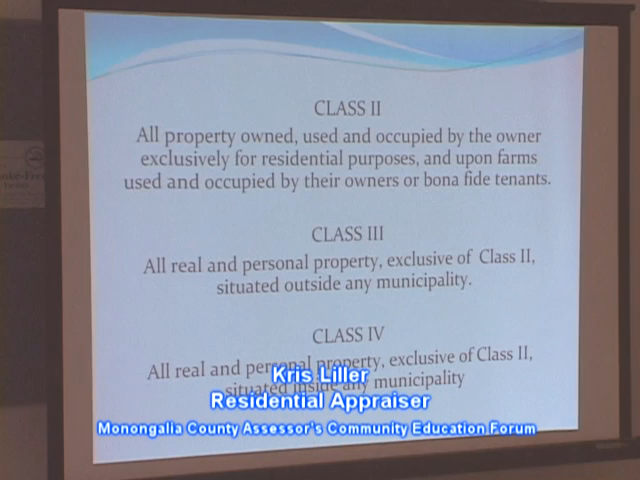 CLASS II
All property owned, used and occupied by the owner
exclusively for residential purposes, and upon farms
used and occupied by their owners or bona fide tenants.
CLASS III
All real and personal property, exclusive of Class II,
situated outside any municipality.
CLASS IV
All real and personal property, exclusive of Class II,
situated inside any municipality
Kris Liller
Residential Appraiser
Monongalia County Assessor's Community Education Forum